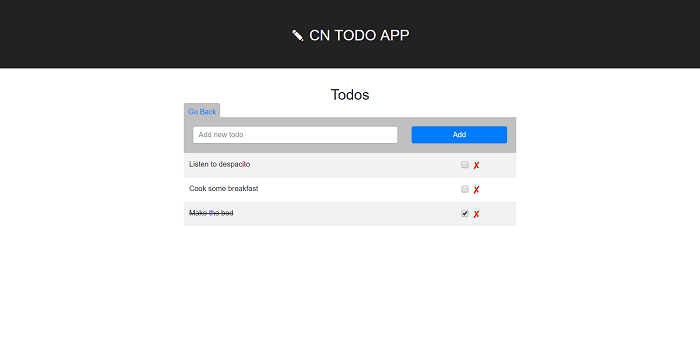 CN TODO APP
Todos
Go Back
Add new todo
Add
Listen to despacito
Cook some breakfast
Make the bed